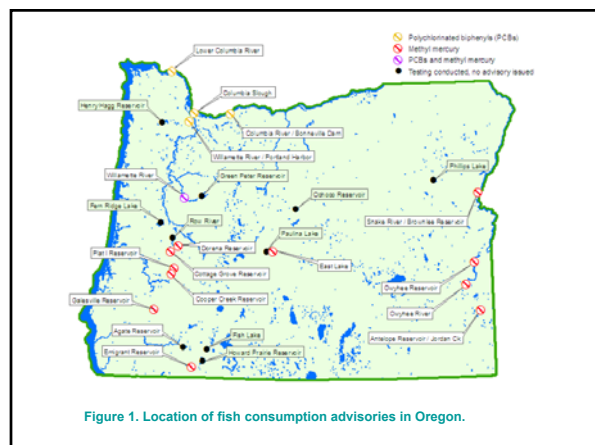 Lower Columbia River
Polychlorinated biphenyls (PCBs)
Methyl mercury
PCBs and methyl mercury
Testing conducted, no advisory issued
Columbia Slough
Henry Hagg Reservoir
Columbia River / Bonneville Dam
Willamette River / Portland Harbor
Willamette River
Green Peter Reservoir
Phillips Lake
Ochoco Reservoir
Snake River / Brownlee Reservoir
Fern Ridge Lake
Row River
Paulina Lake
Dorena Reservoir
Plat I Reservoir
East Lake
Cottage Grove Reservoir
Owyhee Reservoir
Cooper Creek Reservoir
Galesville Reservoir
Owyhee River
Agate Reservoir
Fish Lake
Antelope Reservoir / Jordan Ck
Emigrant Reservoir
Howard Prairie Reservoir
Figure 1. Location of fish consumption advisories in Oregon.